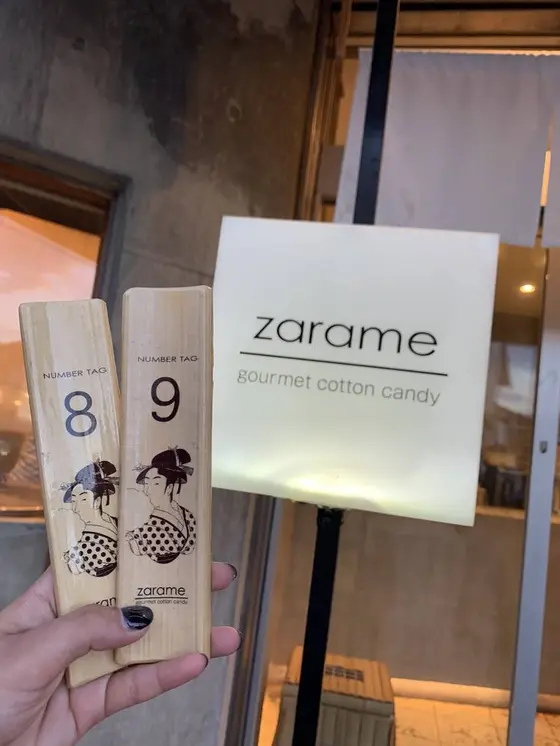 zarame
gourmet cotton candy
NUMBER TAG
8
NUMBER TAG
9
zarame
gourmet cotton candy